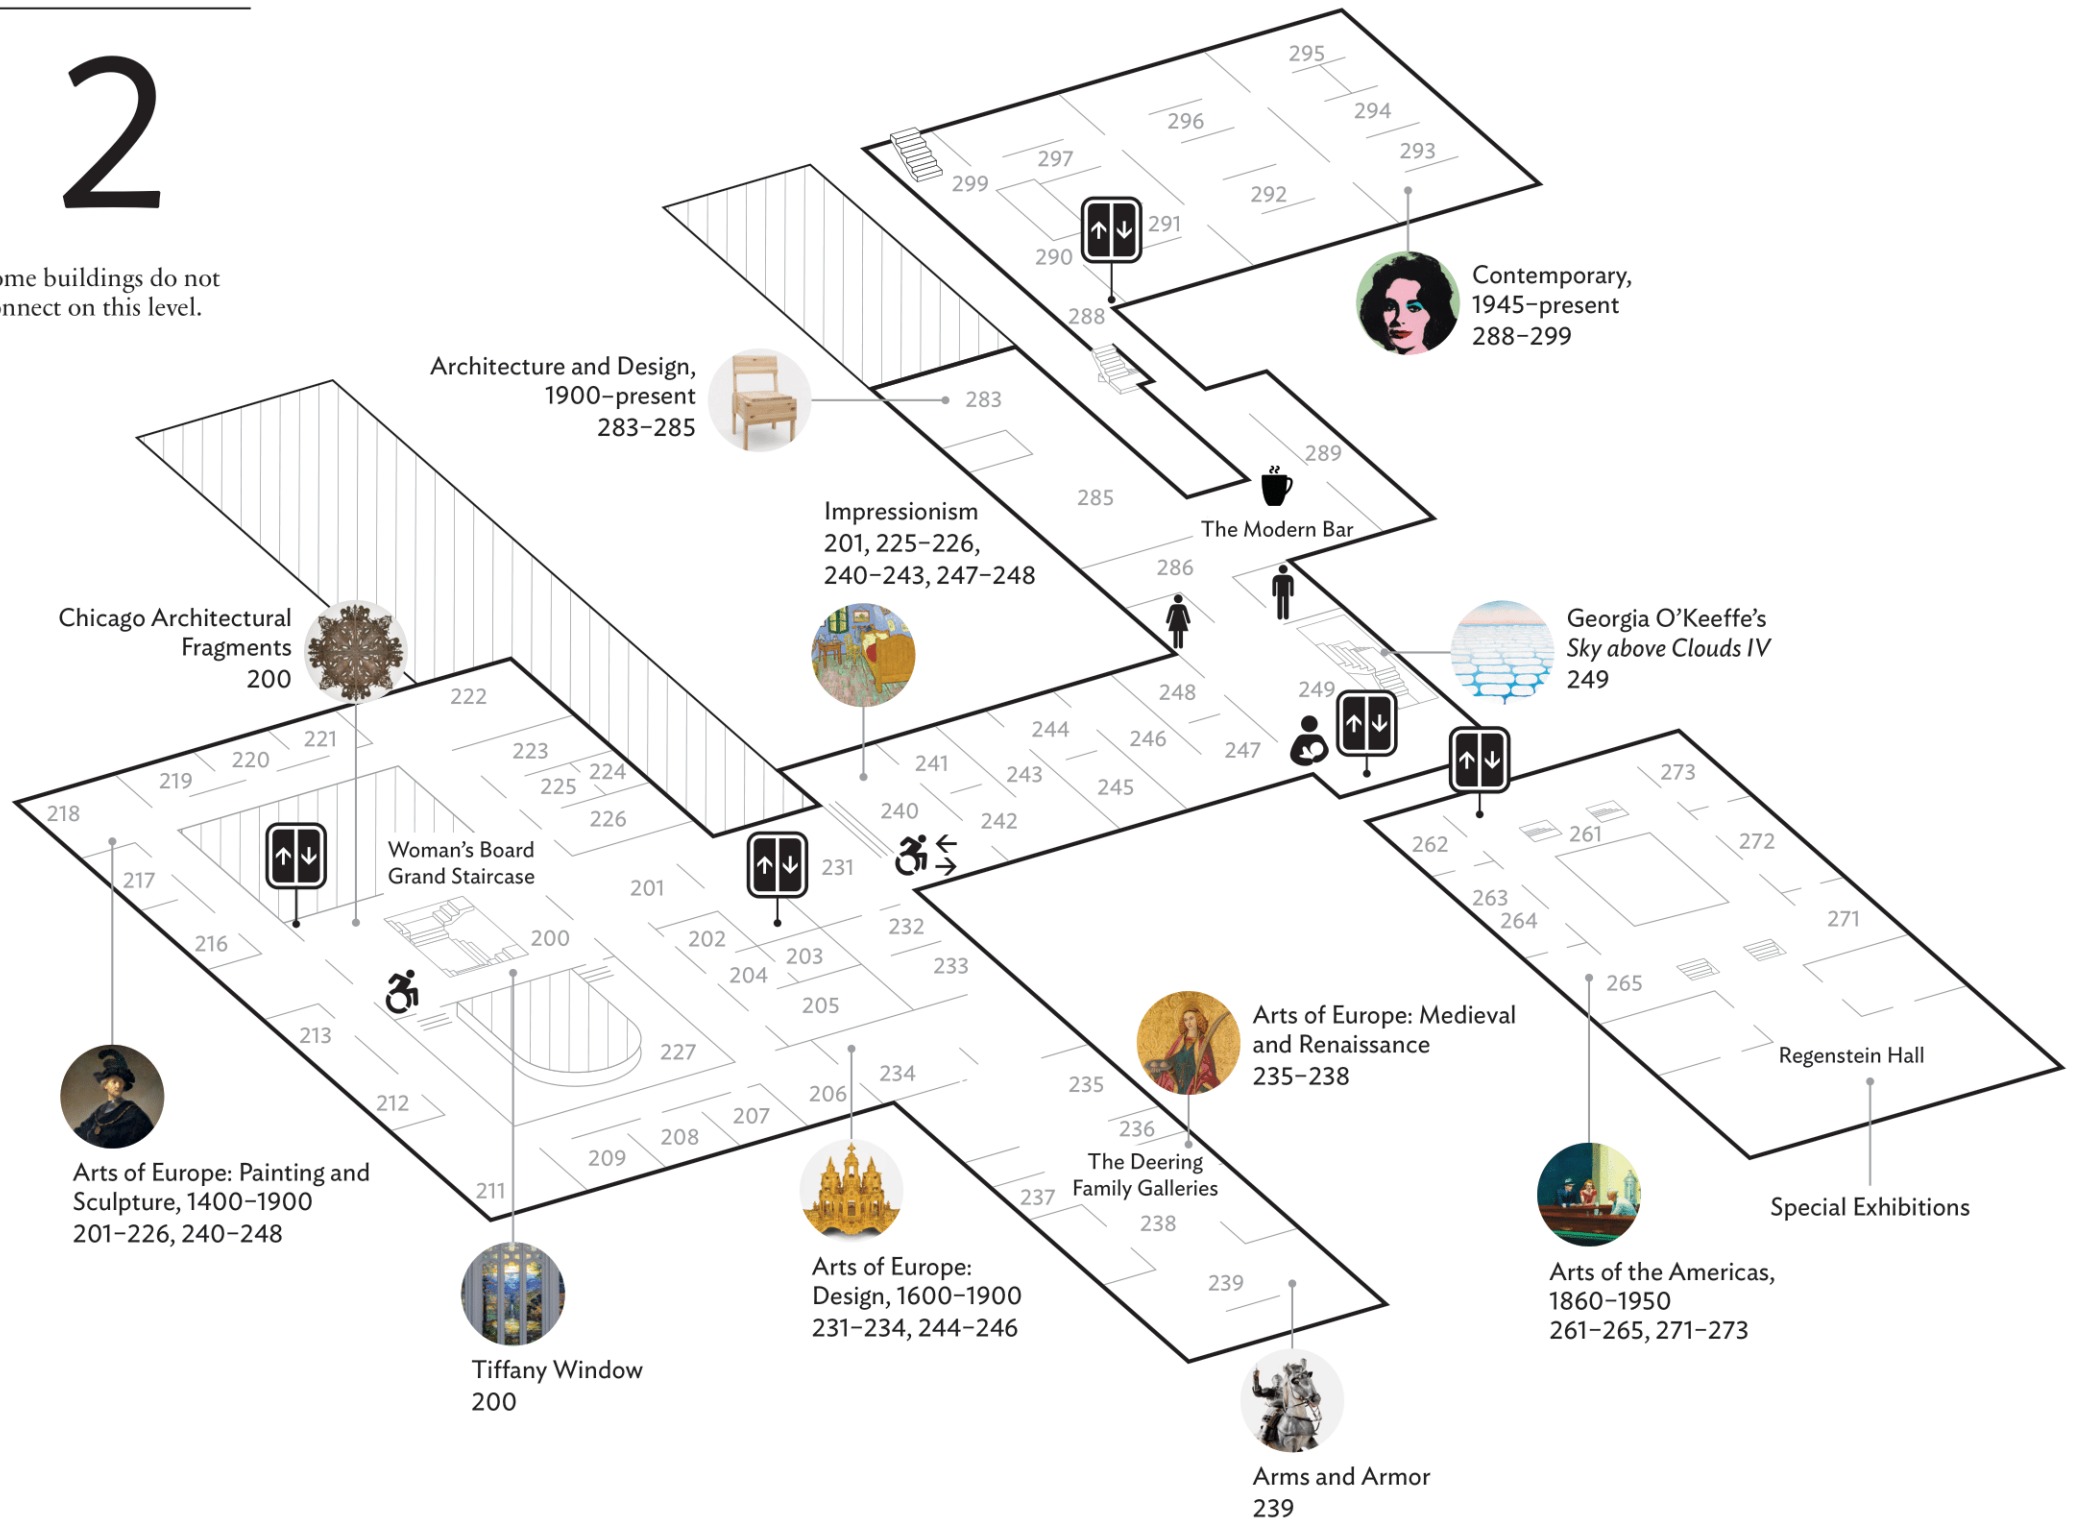 2
ome buildings do not
nnect on this level.
295
294
293
296
297
299
292
291
290
288
Contemporary,
1945–present
288–299
Architecture and Design,
1900–present
283–285
283
289
285
The Modern Bar
286
Impressionism
201, 225–226,
240–243, 247–248
Chicago Architectural
Fragments
200
Georgia O’Keeffe’s
Sky above Clouds IV
249
248
249
244
246
247
241
243
245
240
242
222
221
220
219
218
223
224
225
226
Woman’s Board
Grand Staircase
231
201
217
216
200
202
203
204
205
232
233
213
212
227
234
206
207
208
209
211
235
236
The Deering
Family Galleries
237
238
239
273
261
262
272
263
264
271
265
Regenstein Hall
Arts of Europe: Medieval
and Renaissance
235–238
Arts of Europe: Painting and
Sculpture, 1400–1900
201–226, 240–248
Arts of Europe:
Design, 1600–1900
231–234, 244–246
Special Exhibitions
Arts of the Americas,
1860–1950
261–265, 271–273
Tiffany Window
200
Arms and Armor
239